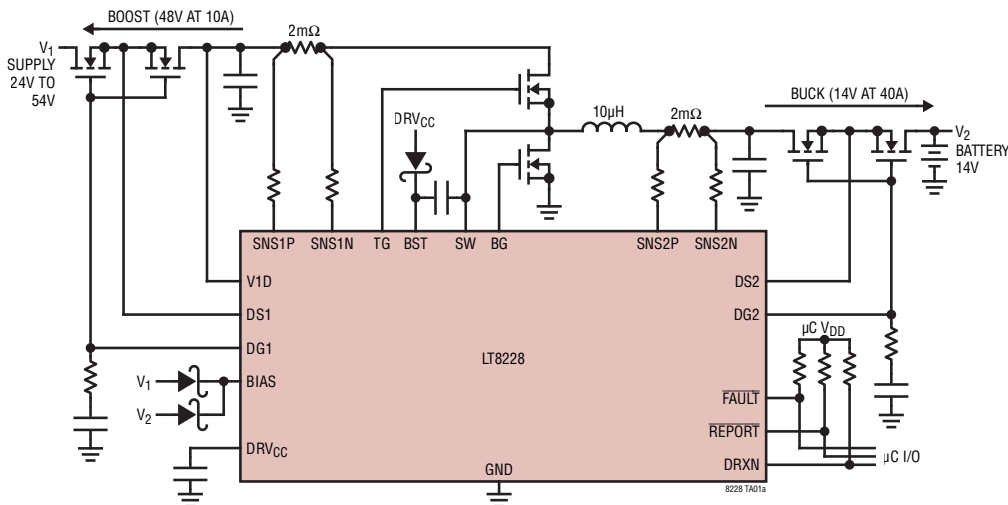 BOOST (48V AT 10A)
2mΩ
V1
SUPPLY
24V TO
54V
DRVCC
10µH
2mΩ
BUCK (14V AT 40A)
V2
BATTERY
14V
SNS1P
SNS1N
TG
BST
SW
BG
SNS2P
SNS2N
V1D
DS2
DS1
DG2
µC VDD
DG1
LT8228
V1
BIAS
V2
FAULT
REPORT
DRVCC
GND
DRXN
µC I/O
8228 TA01a